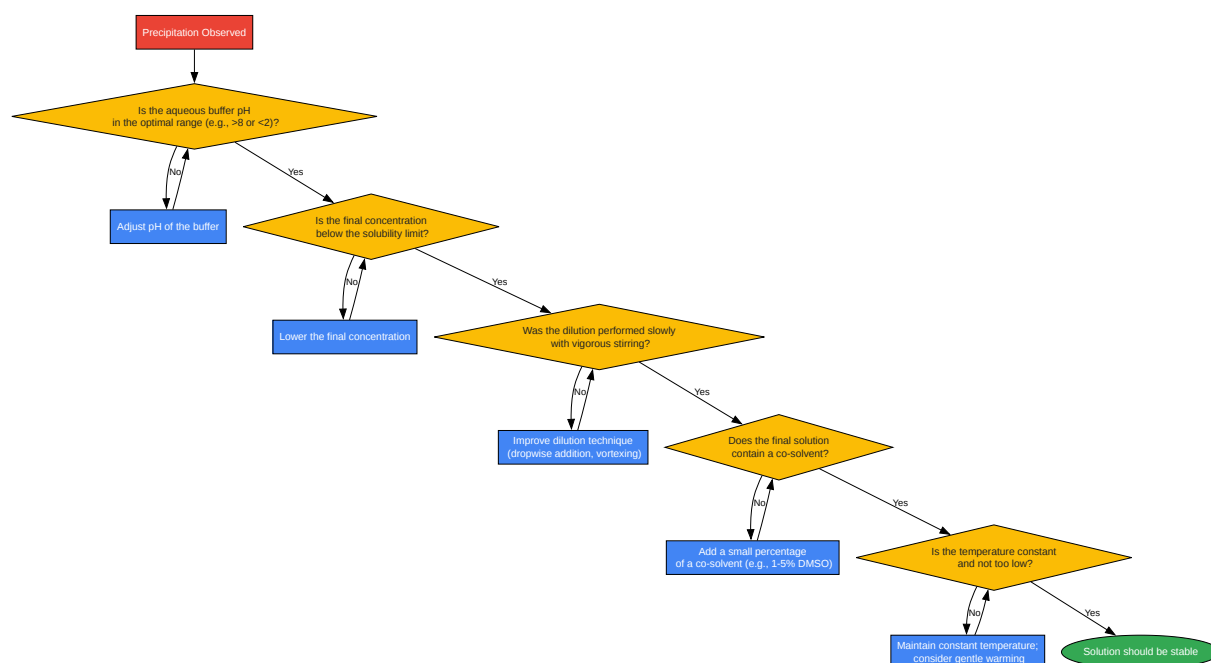 Precipitation Observed
Is the aqueous buffer pH
in the optimal range (e.g., >8 or <2)?
No
Yes
Adjust pH of the buffer
Is the final concentration
below the solubility limit?
No
Yes
Lower the final concentration
Was the dilution performed slowly
with vigorous stirring?
No
Yes
Improve dilution technique
(dropwise addition, vortexing)
Does the final solution
contain a co-solvent?
No
Yes
Add a small percentage
of a co-solvent (e.g., 1-5% DMSO)
Is the temperature constant
and not too low?
No
Yes
Maintain constant temperature;
consider gentle warming
Solution should be stable